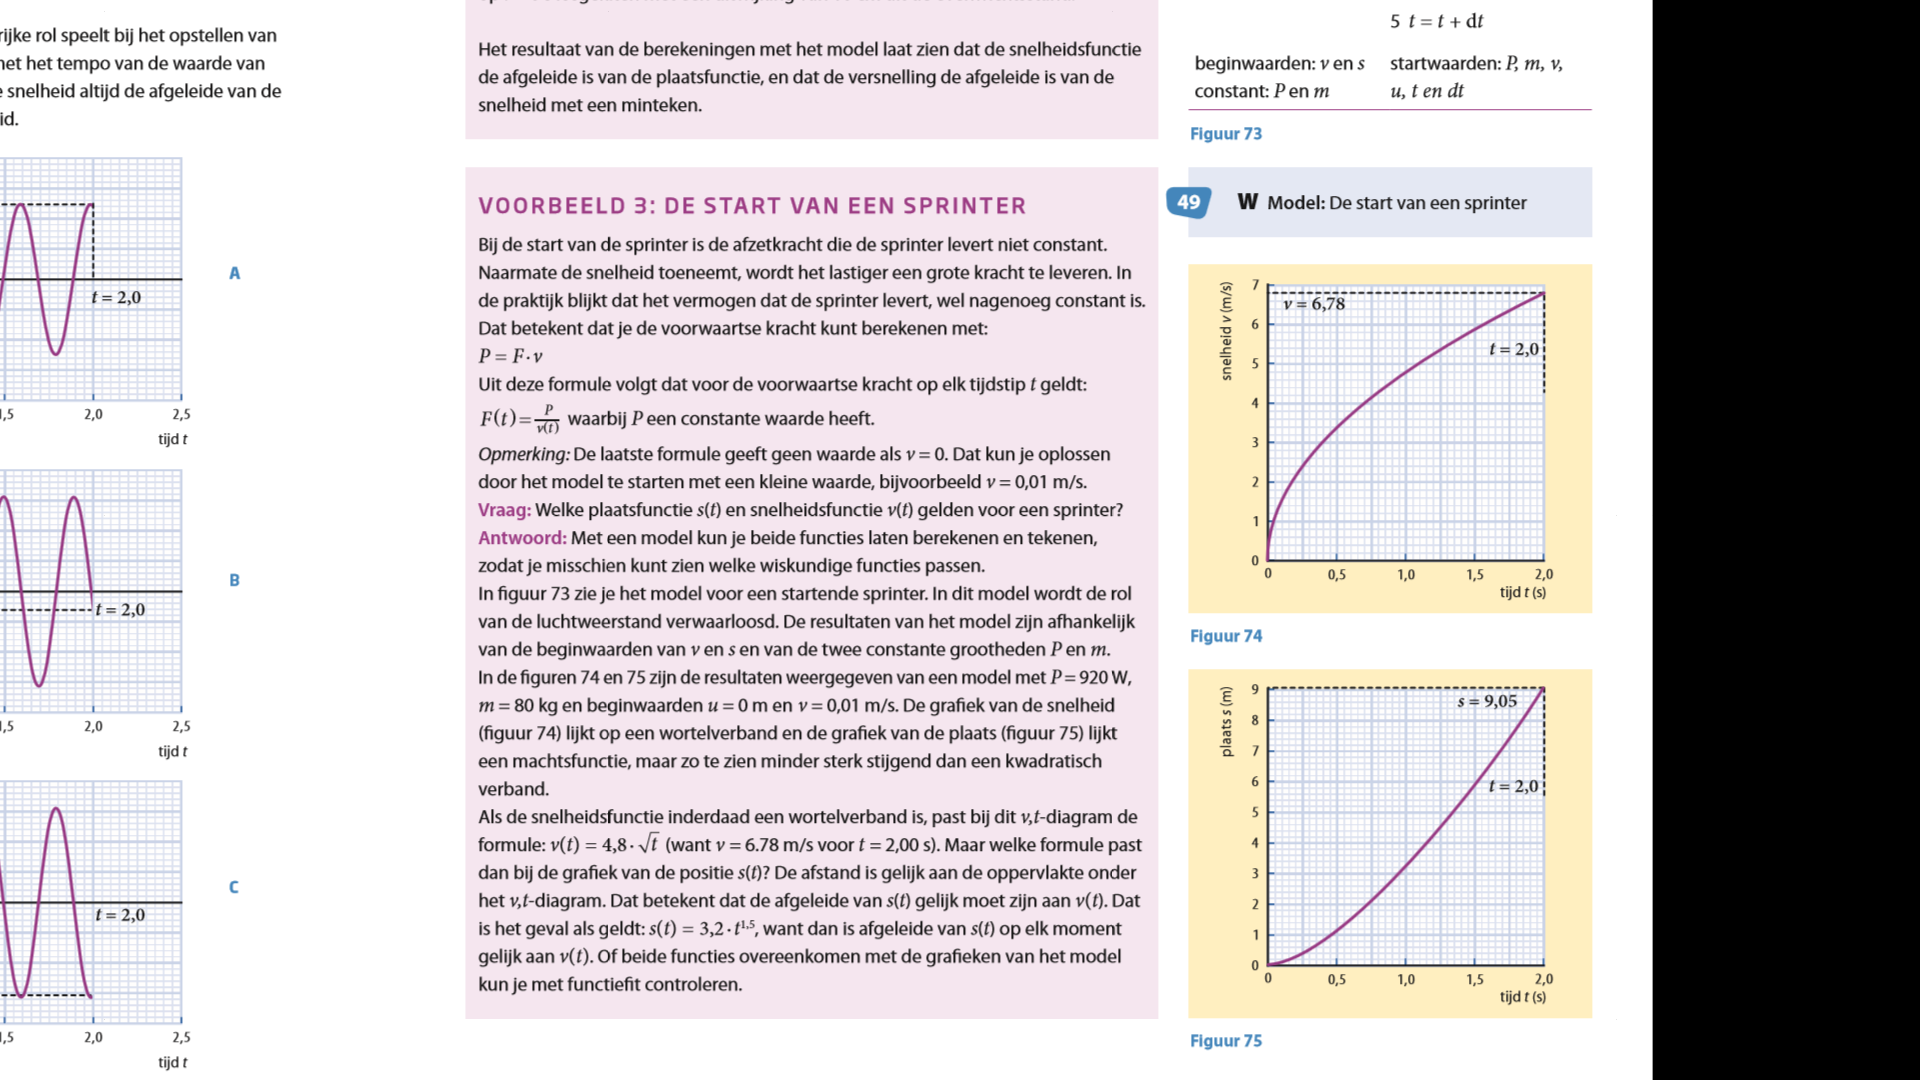 rijke rol speelt bij het opstellen van
het tempo van de waarde van
snelheid altijd de afgeleide van de
id.
t = 2,0
A
1,5 2,0 2,5
tijd t
t = 2,0
B
1,5 2,0 2,5
tijd t
t = 2,0
C
1,5 2,0 2,5
tijd t
Het resultaat van de berekeningen met het model laat zien dat de snelheidsfunctie
de afgeleide is van de plaatsfunctie, en dat de versnelling de afgeleide is van de
snelheid met een minteken.
VOORBEELD 3: DE START VAN EEN SPRINTER
Bij de start van de sprinter is de afzetkracht die de sprinter levert niet constant.
Naarmate de snelheid toeneemt, wordt het lastiger een grote kracht te leveren. In
de praktijk blijkt dat het vermogen dat de sprinter levert, wel nagenoeg constant is.
Dat betekent dat je de voorwaartse kracht kunt berekenen met:
P = F · v
Uit deze formule volgt dat voor de voorwaartse kracht op elk tijdstip t geldt:
F(t) = P/v(t) waarbij P een constante waarde heeft.
Opmerking: De laatste formule geeft geen waarde als v = 0. Dat kun je oplossen
door het model te starten met een kleine waarde, bijvoorbeeld v = 0,01 m/s.
Vraag: Welke plaatsfunctie s(t) en snelheidsfunctie v(t) gelden voor een sprinter?
Antwoord: Met een model kun je beide functies laten berekenen en tekenen,
zodat je misschien kunt zien welke wiskundige functies passen.
In figuur 73 zie je het model voor een startende sprinter. In dit model wordt de rol
van de luchtweerstand verwaarloosd. De resultaten van het model zijn afhankelijk
van de beginwaarden van v en s en van de twee constante grootheden P en m.
In de figuren 74 en 75 zijn de resultaten weergegeven van een model met P = 920 W,
m = 80 kg en beginwaarden u = 0 m en v = 0,01 m/s. De grafiek van de snelheid
(figuur 74) lijkt op een wortelverband en de grafiek van de plaats (figuur 75) lijkt
een machtsfunctie, maar zo te zien minder sterk stijgend dan een kwadratisch
verband.
Als de snelheidsfunctie inderdaad een wortelverband is, past bij dit v,t-diagram de
formule: v(t) = 4,8 · √t (want v = 6.78 m/s voor t = 2,00 s). Maar welke formule past
dan bij de grafiek van de positie s(t)? De afstand is gelijk aan de oppervlakte onder
het v,t-diagram. Dat betekent dat de afgeleide van s(t) gelijk moet zijn aan v(t). Dat
is het geval als geldt: s(t) = 3,2 · t^1,5, want dan is afgeleide van s(t) op elk moment
gelijk aan v(t). Of beide functies overeenkomen met de grafieken van het model
kun je met functiefit controleren.
5 t = t + dt
beginwaarden: v en s startwaarden: P, m, v,
constant: P en m u, t en dt
Figuur 73
49 W Model: De start van een sprinter
snelheid v (m/s)
7
v = 6,78
6
t = 2,0
5
4
3
2
1
0
0 0,5 1,0 1,5 2,0
tijd t (s)
Figuur 74
plaats s (m)
9
s = 9,05
8
7
6
t = 2,0
5
4
3
2
1
0
0 0,5 1,0 1,5 2,0
tijd t (s)
Figuur 75